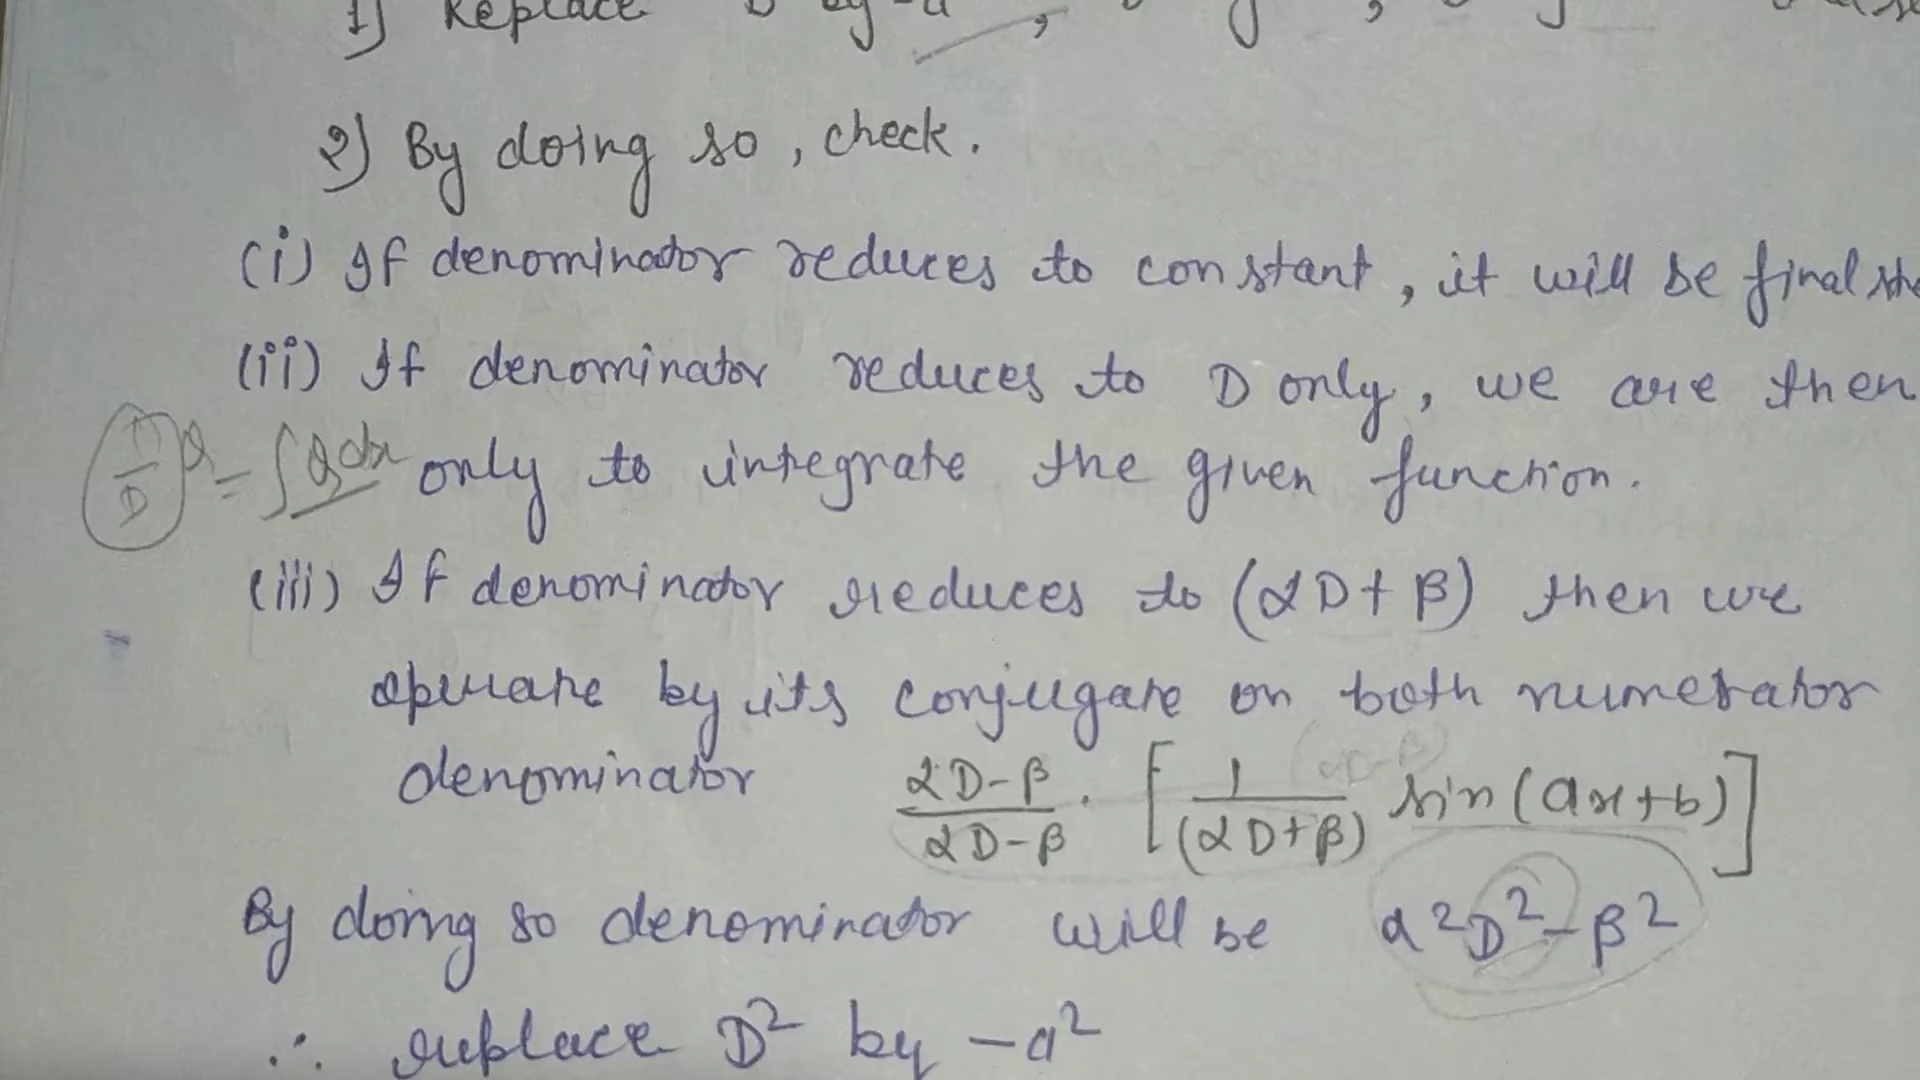 1) Replace
2) By doing so, check.
(i) If denominator reduces to constant, it will be final
(ii) If denominator reduces to D only, we are then
1/D Q = ∫Q dx only to integrate the given function.
(iii) If denominator reduces to (αD+β) then we
operate by its conjugate on both numerator
denominator αD-β/αD-β . [1/(αD+β) sin(ax+b)]
By doing so denominator will be α²D²-β²
∴ replace D² by -a²